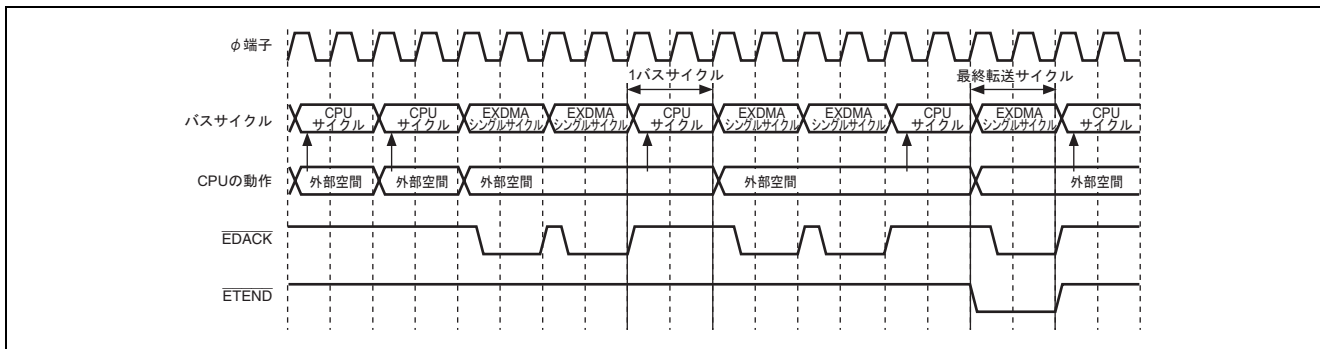 φ端子
1バスサイクル
最終転送サイクル
バスサイクル
CPU
サイクル
CPU
サイクル
EXDMA
シングルサイクル
EXDMA
シングルサイクル
CPU
サイクル
EXDMA
シングルサイクル
EXDMA
シングルサイクル
CPU
サイクル
EXDMA
シングルサイクル
CPU
サイクル
CPUの動作
外部空間
外部空間
外部空間
外部空間
外部空間
EDACK
ETEND